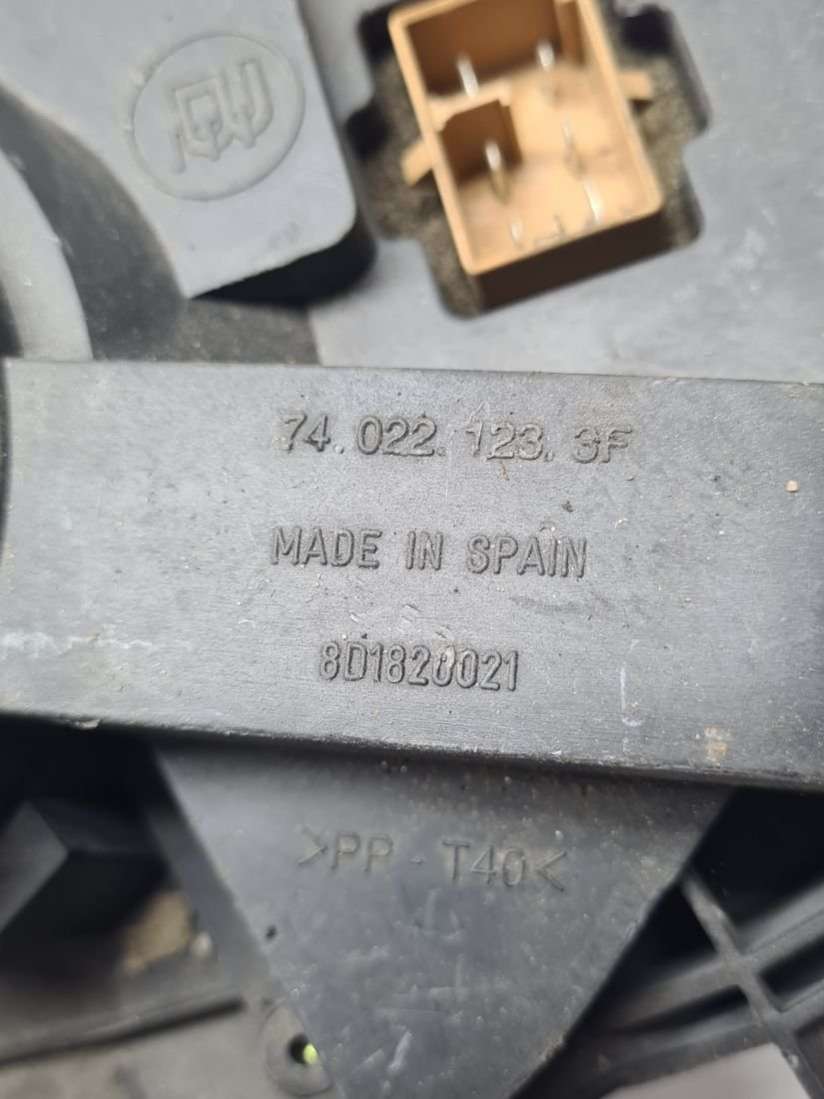 74.022.123.3F
MADE IN SPAIN
8D1820021
>PP-T40<